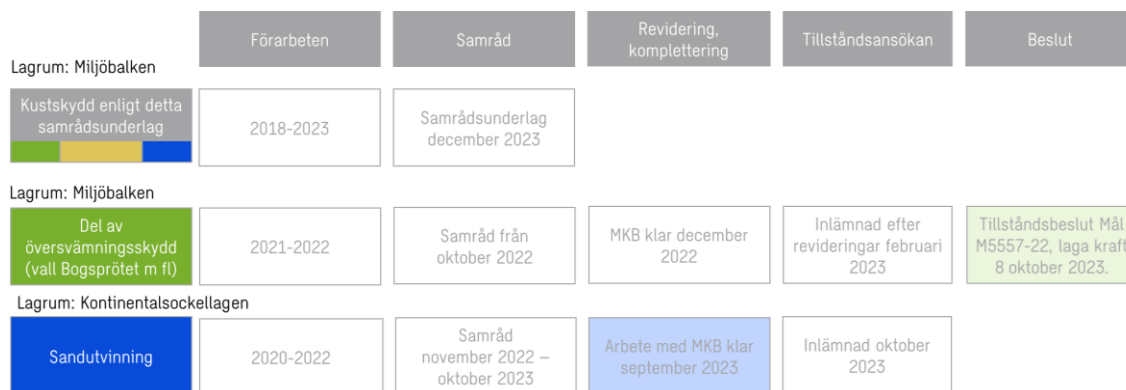 Förarbeten
Samråd
Revidering,
komplettering
Tillståndsansökan
Beslut
Lagrum: Miljöbalken
Kustskydd enligt detta
samrådsunderlag
2018-2023
Samrådsunderlag
december 2023
Lagrum: Miljöbalken
Del av
översvämningsskydd
(vall Bogsprötet m fl)
2021-2022
Samråd från
oktober 2022
MKB klar december
2022
Inlämnad efter
revideringar februari
2023
Tillståndsbeslut Mål
M5557-22, laga kraft
8 oktober 2023.
Lagrum: Kontinentalsockellagen
Sandutvinning
2020-2022
Samråd
november 2022 –
oktober 2023
Arbete med MKB klar
september 2023
Inlämnad oktober
2023